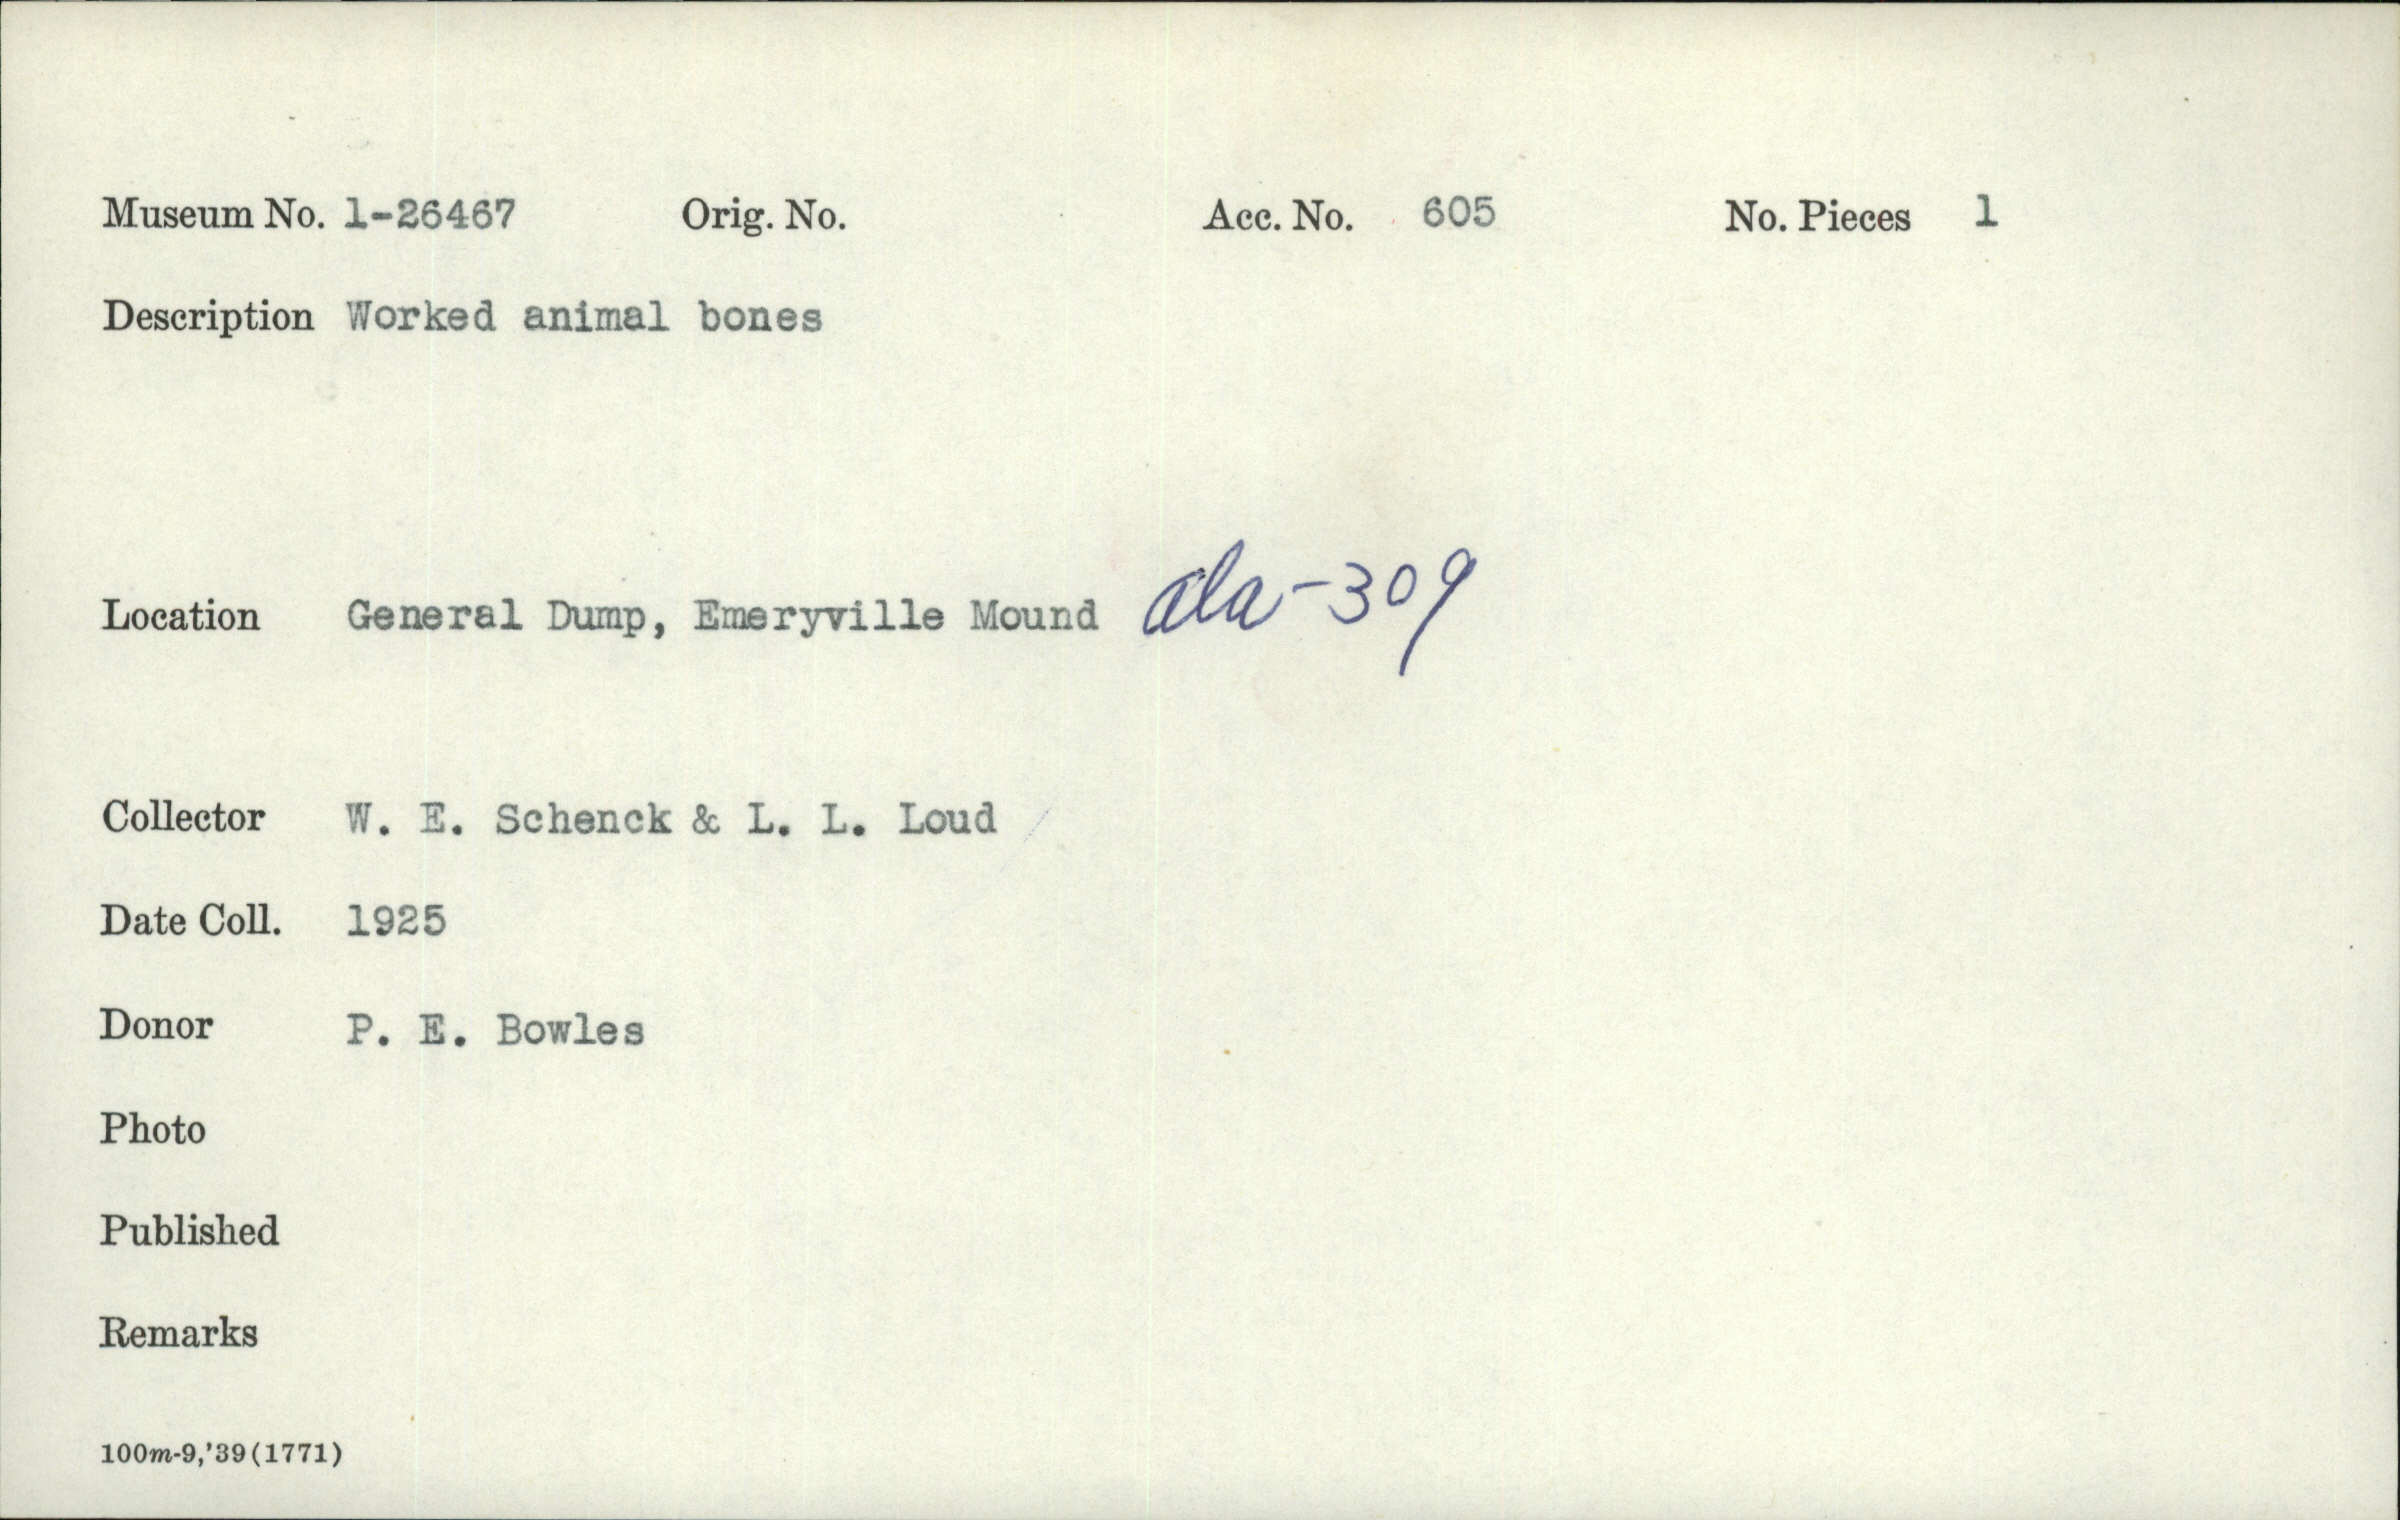 Museum No. 1-26467 Orig. No. Acc. No. 605 No. Pieces 1
Description Worked animal bones
Location General Dump, Emeryville Mound Ala-309
Collector W. E. Schenck & L. L. Loud
Date Coll. 1925
Donor P. E. Bowles
Photo
Published
Remarks
100m-9,'39(1771)